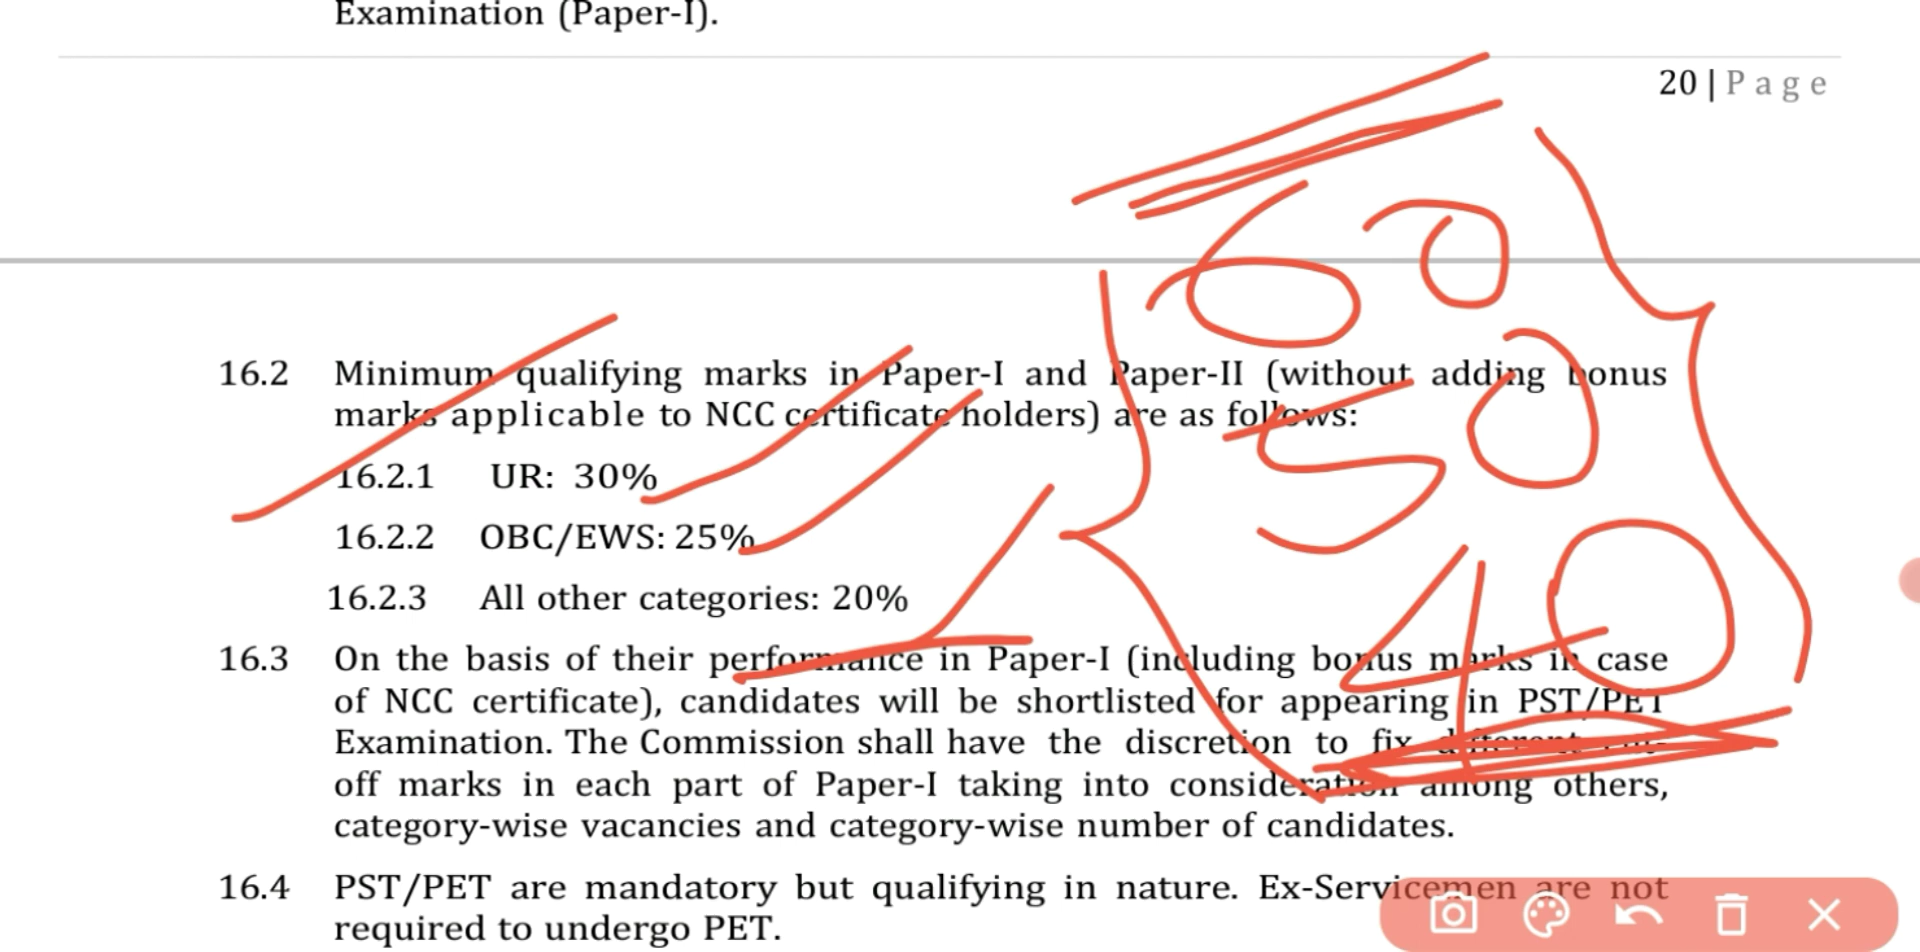 Examination (Paper-I).
20 | P a g e
60
16.2 Minimum qualifying marks in Paper-I and Paper-II (without adding bonus
marks applicable to NCC certificate holders) are as follows:
50
16.2.1 UR: 30%
16.2.2 OBC/EWS: 25%
16.2.3 All other categories: 20%
40
16.3 On the basis of their performance in Paper-I (including bonus marks in case
of NCC certificate), candidates will be shortlisted for appearing in PST/PET
Examination. The Commission shall have the discretion to fix different cut-
off marks in each part of Paper-I taking into consideration among others,
category-wise vacancies and category-wise number of candidates.
16.4 PST/PET are mandatory but qualifying in nature. Ex-Servicemen are not
required to undergo PET.